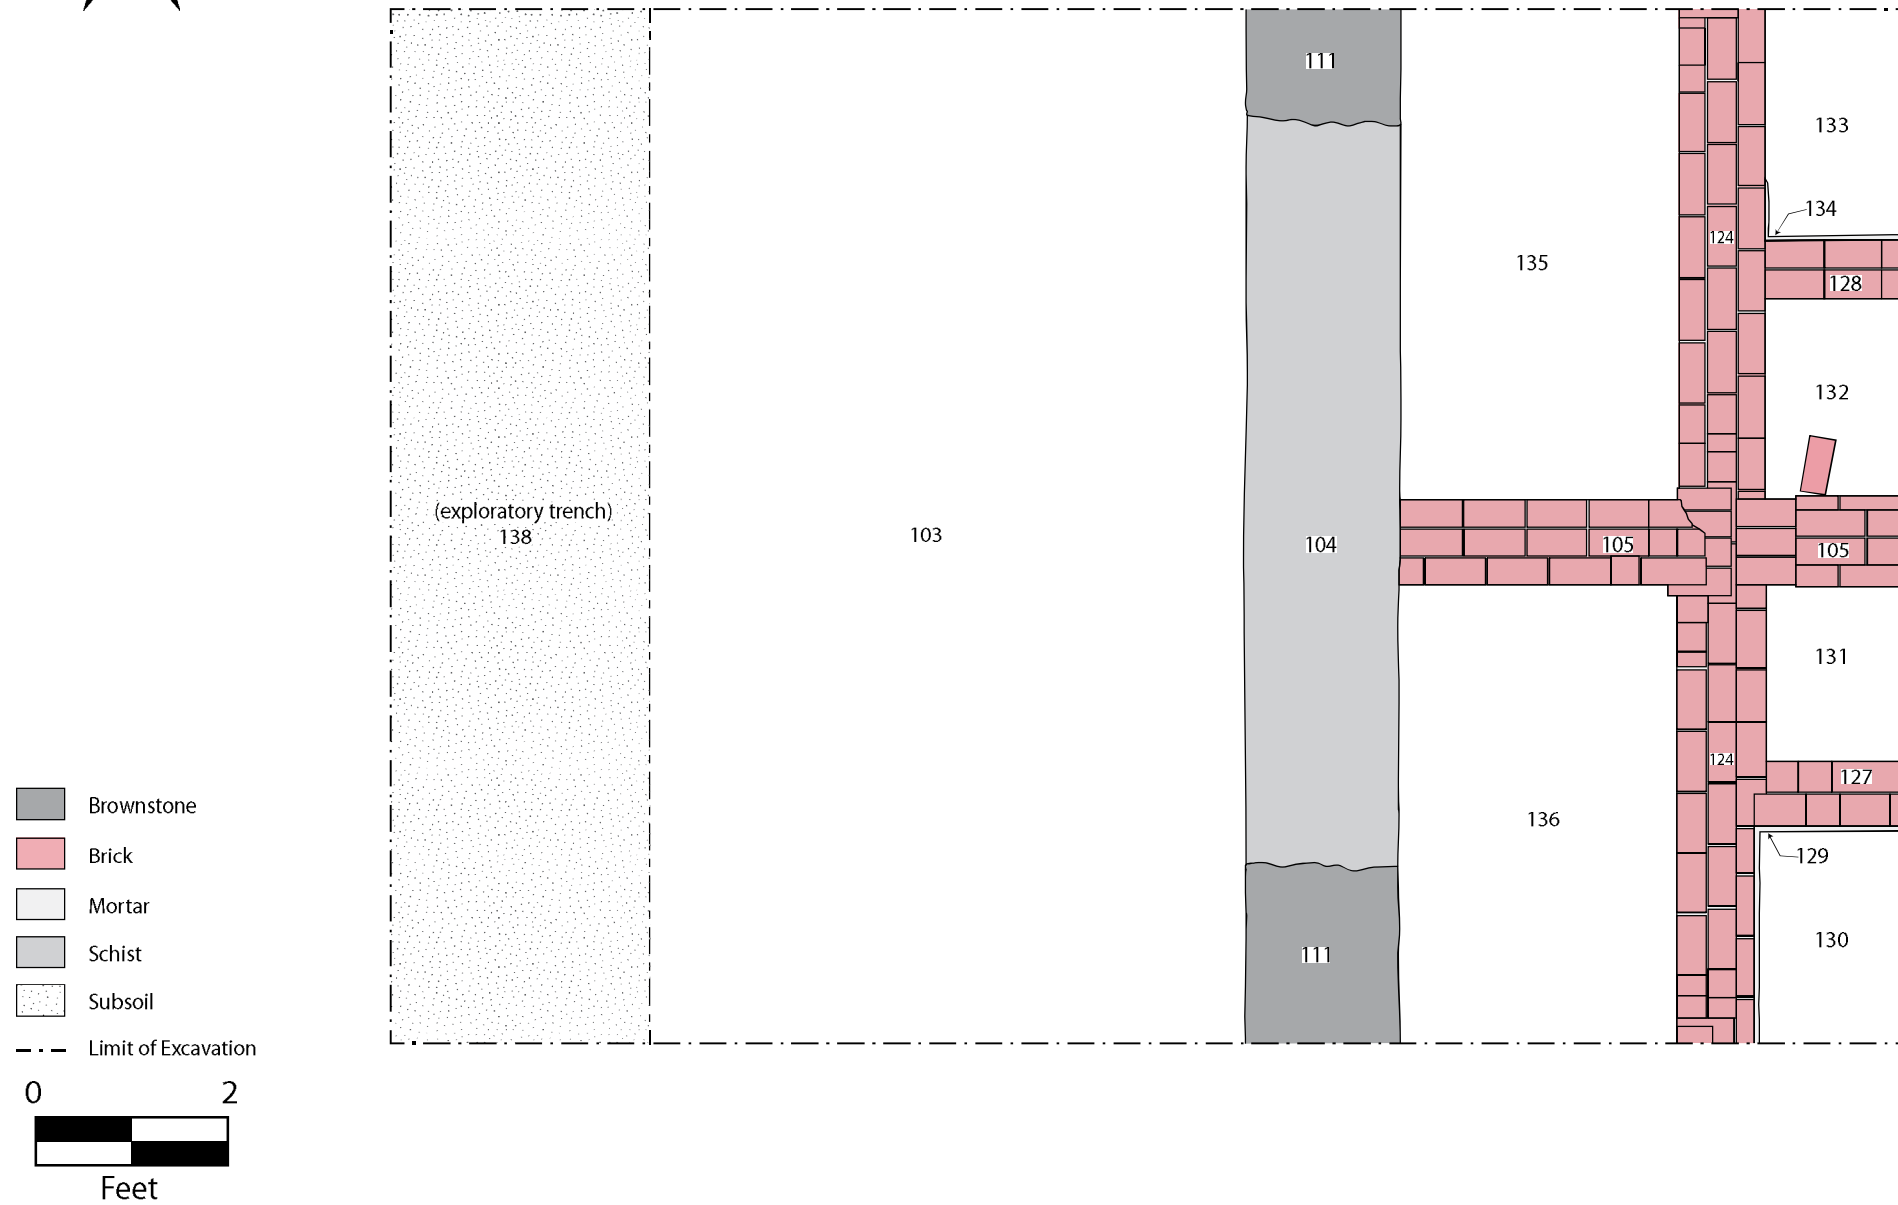 111
133
134
124
135
128
132
(exploratory trench)
138
103
104
105
105
131
124
127
136
129
111
130
Brownstone
Brick
Mortar
Schist
Subsoil
Limit of Excavation
0 2
Feet